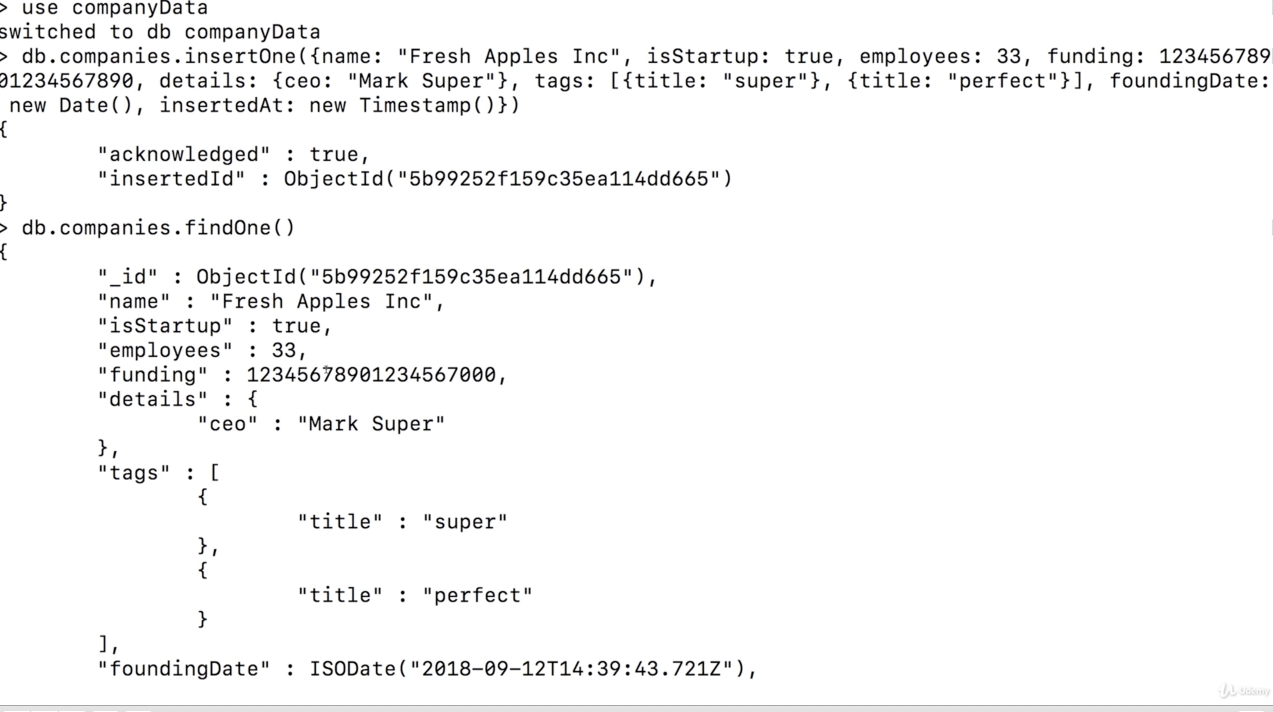 > use companyData
switched to db companyData
> db.companies.insertOne({name: "Fresh Apples Inc", isStartup: true, employees: 33, funding: 123456789
01234567890, details: {ceo: "Mark Super"}, tags: [{title: "super"}, {title: "perfect"}], foundingDate:
new Date(), insertedAt: new Timestamp()})
{
"acknowledged" : true,
"insertedId" : ObjectId("5b99252f159c35ea114dd665")
}
> db.companies.findOne()
{
"_id" : ObjectId("5b99252f159c35ea114dd665"),
"name" : "Fresh Apples Inc",
"isStartup" : true,
"employees" : 33,
"funding" : 12345678901234567000,
"details" : {
"ceo" : "Mark Super"
},
"tags" : [
{
"title" : "super"
},
{
"title" : "perfect"
}
],
"foundingDate" : ISODate("2018-09-12T14:39:43.721Z"),
Udemy